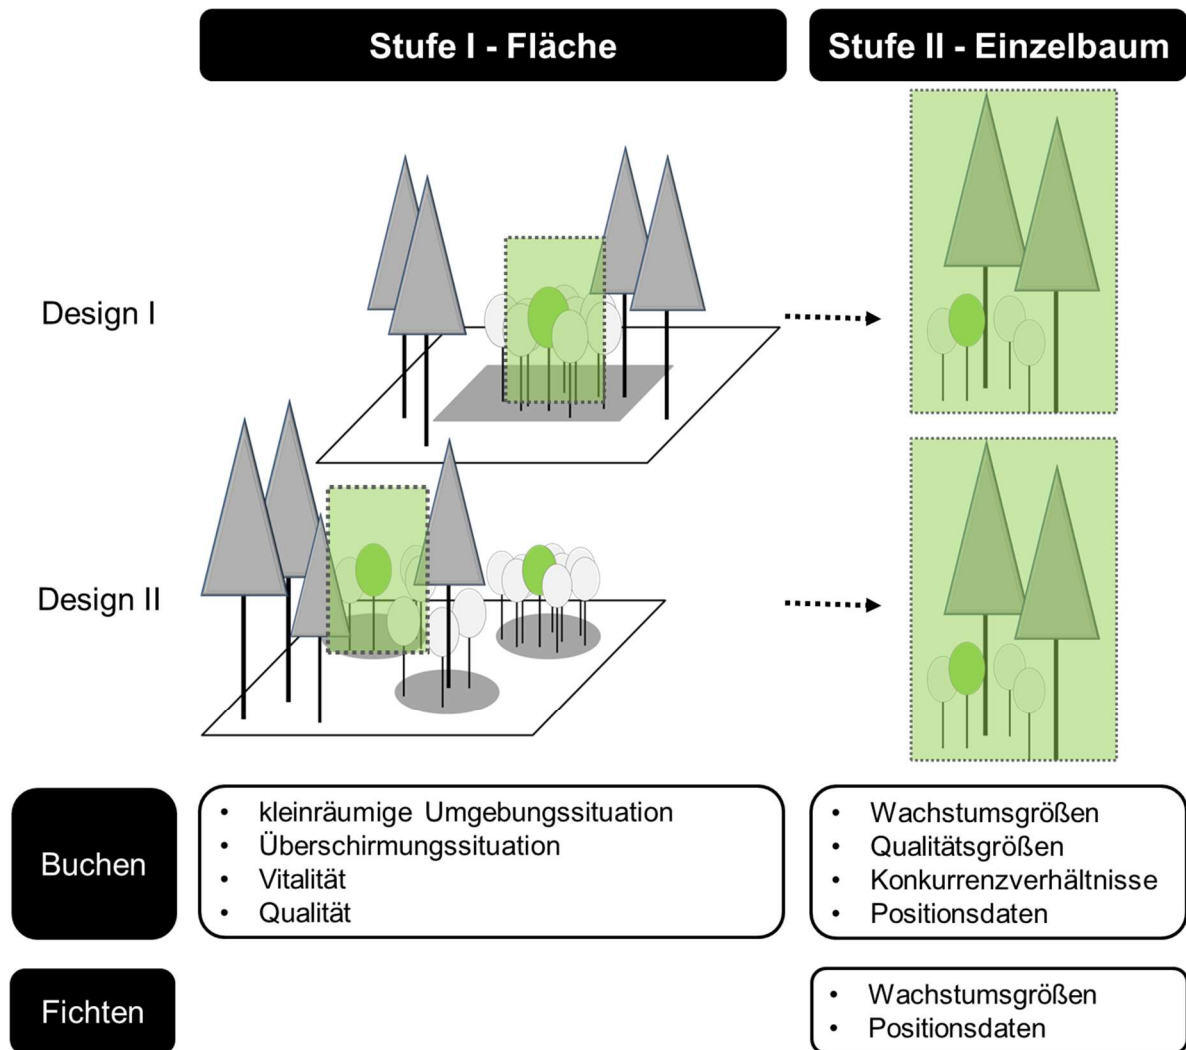 Stufe I - Fläche
Stufe II - Einzelbaum
Design I
Design II
Buchen
• kleinräumige Umgebungssituation
• Überschirmungssituation
• Vitalität
• Qualität
• Wachstumsgrößen
• Qualitätsgrößen
• Konkurrenzverhältnisse
• Positionsdaten
Fichten
• Wachstumsgrößen
• Positionsdaten